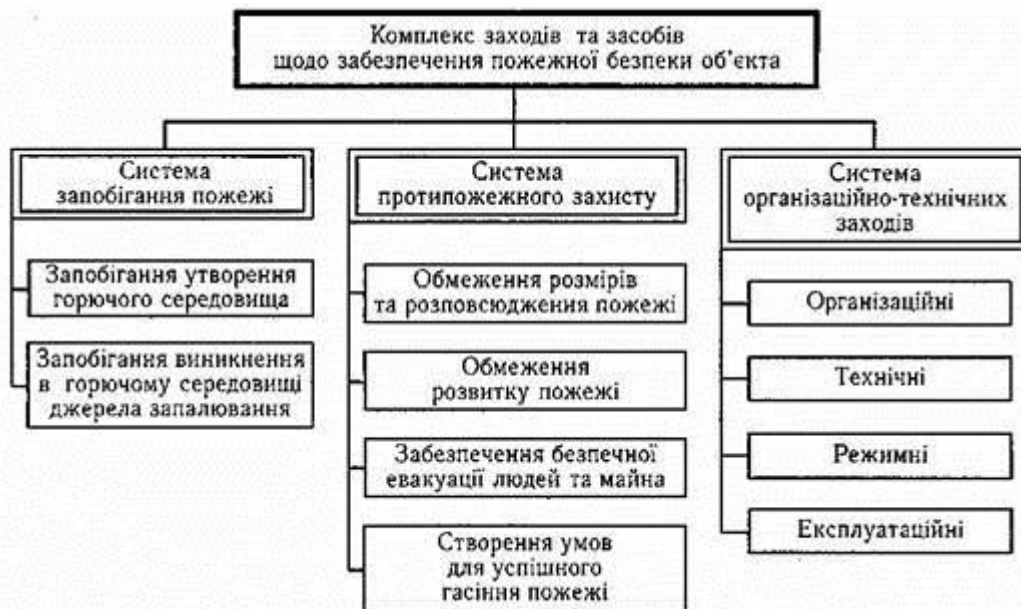 Комплекс заходів та засобів
щодо забезпечення пожежної безпеки об'єкта
Система
запобігання пожежі
Запобігання утворення
горючого середовища
Запобігання виникнення
в горючому середовищі
джерела запалювання
Система
протипожежного захисту
Обмеження розмірів
та розповсюдження пожежі
Обмеження
розвитку пожежі
Забезпечення безпечної
евакуації людей та майна
Створення умов
для успішного
гасіння пожежі
Система
організаційно-технічних
заходів
Організаційні
Технічні
Режимні
Експлуатаційні